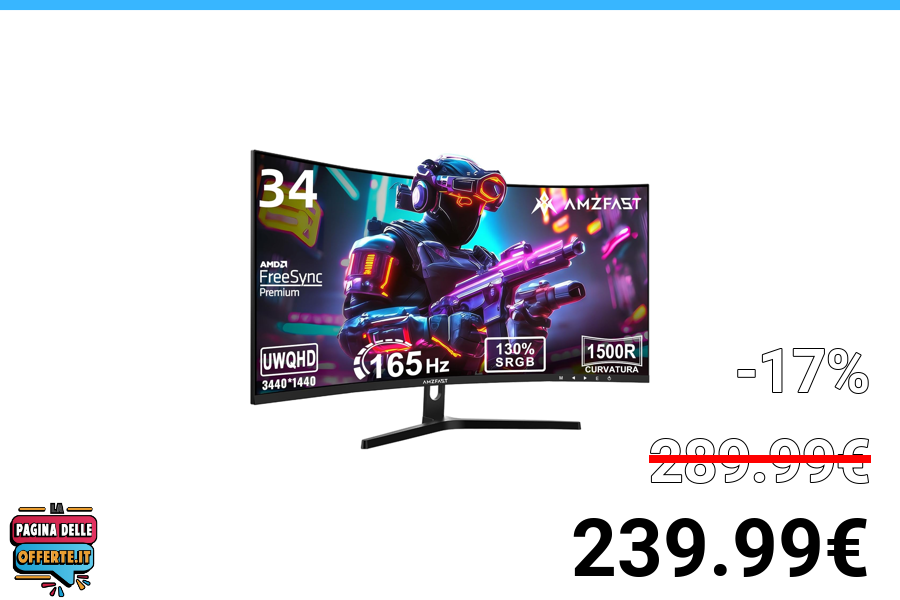 34
AMZFAST
AMD
FreeSync
Premium
UWQHD
3440*1440
165Hz
130%
SRGB
1500R
CURVATURA
AMZFAST
-17%
289.99€
239.99€
LA
PAGINA DELLE
OFFERTE.IT